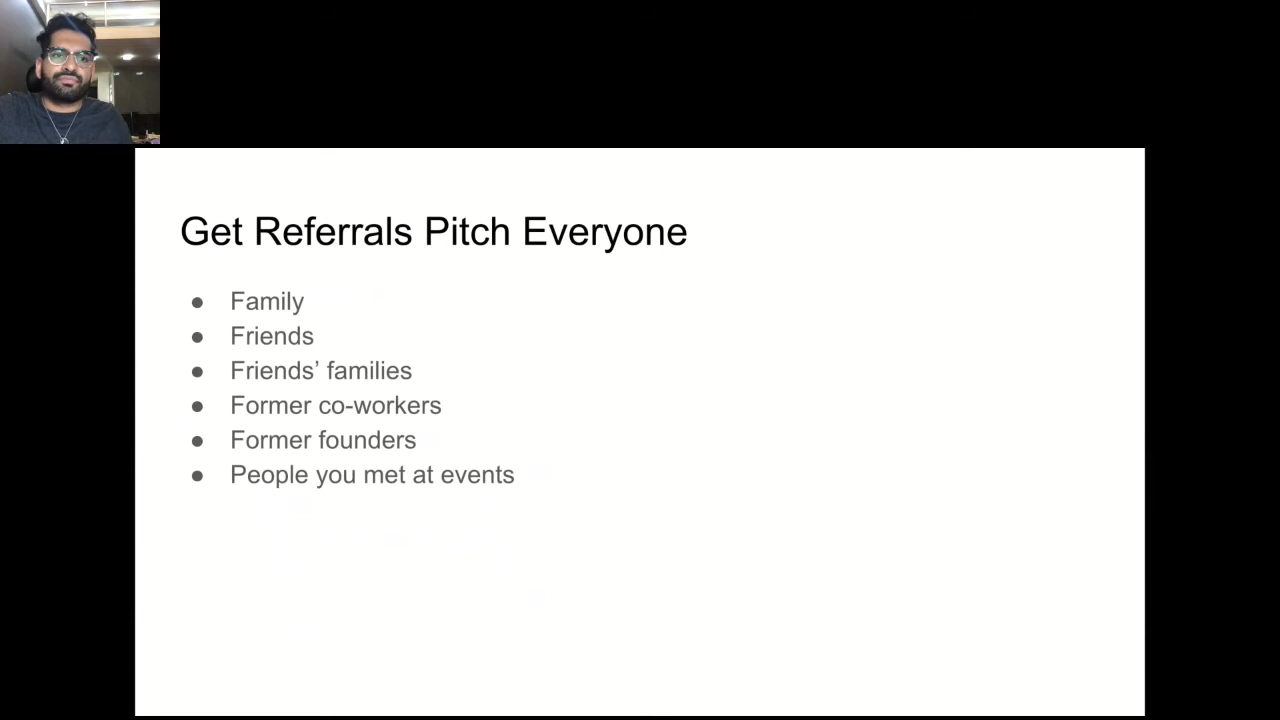 Get Referrals Pitch Everyone
● Family
● Friends
● Friends’ families
● Former co-workers
● Former founders
● People you met at events